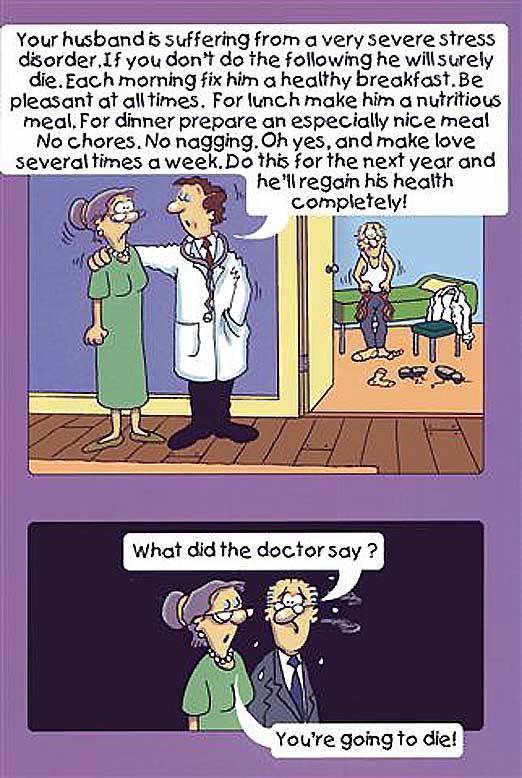 Your husband is suffering from a very severe stress
disorder. If you don't do the following he will surely
die. Each morning fix him a healthy breakfast. Be
pleasant at all times. For lunch make him a nutritious
meal. For dinner prepare an especially nice meal
No chores. No nagging. Oh yes, and make love
several times a week. Do this for the next year and
he'll regain his health
completely!
What did the doctor say ?
You're going to die!